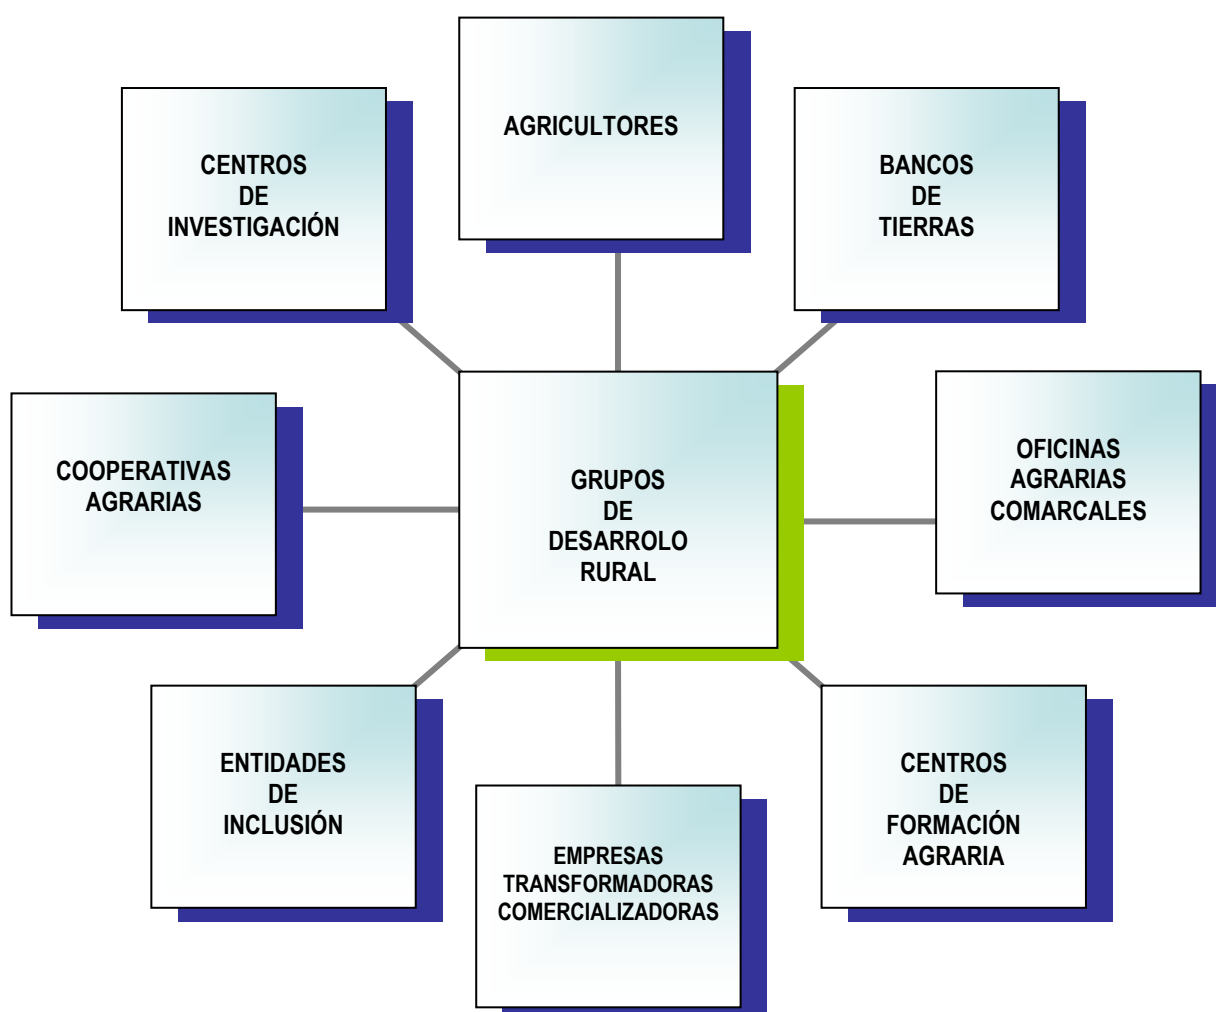 AGRICULTORES
CENTROS
DE
INVESTIGACIÓN
BANCOS
DE
TIERRAS
COOPERATIVAS
AGRARIAS
GRUPOS
DE
DESARROLO
RURAL
OFICINAS
AGRARIAS
COMARCALES
ENTIDADES
DE
INCLUSIÓN
EMPRESAS
TRANSFORMADORAS
COMERCIALIZADORAS
CENTROS
DE
FORMACIÓN
AGRARIA